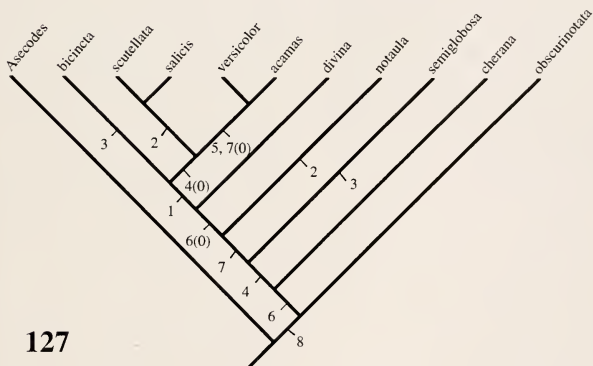 Asecodes
bicincta
scutellata
salicis
versicolor
acamas
divina
notaula
semiglobosa
cherana
obscurinotata
3
2
5, 7(0)
4(0)
2
3
1
6(0)
7
4
6
8
127